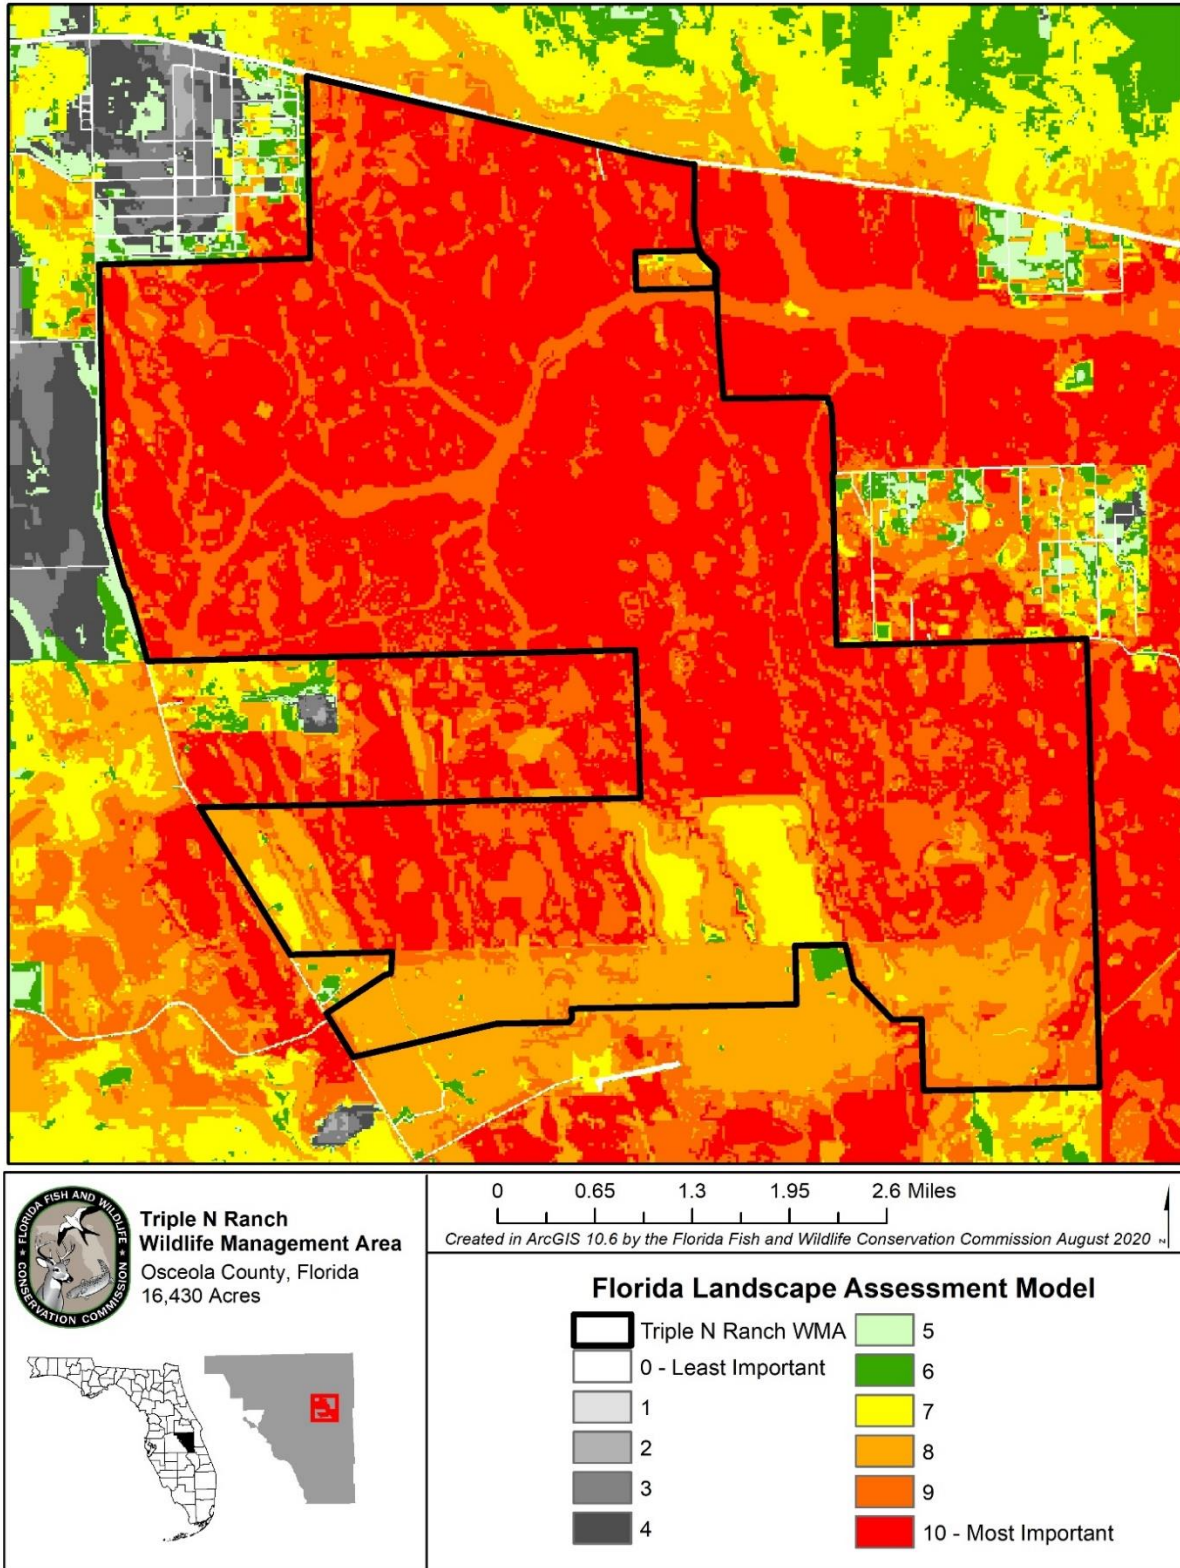 0 0.65 1.3 1.95 2.6 Miles
Created in ArcGIS 10.6 by the Florida Fish and Wildlife Conservation Commission August 2020
FLORIDA FISH AND WILDLIFE
CONSERVATION COMMISSION
Triple N Ranch
Wildlife Management Area
Osceola County, Florida
16,430 Acres
Florida Landscape Assessment Model
Triple N Ranch WMA
0 - Least Important
1
2
3
4
5
6
7
8
9
10 - Most Important